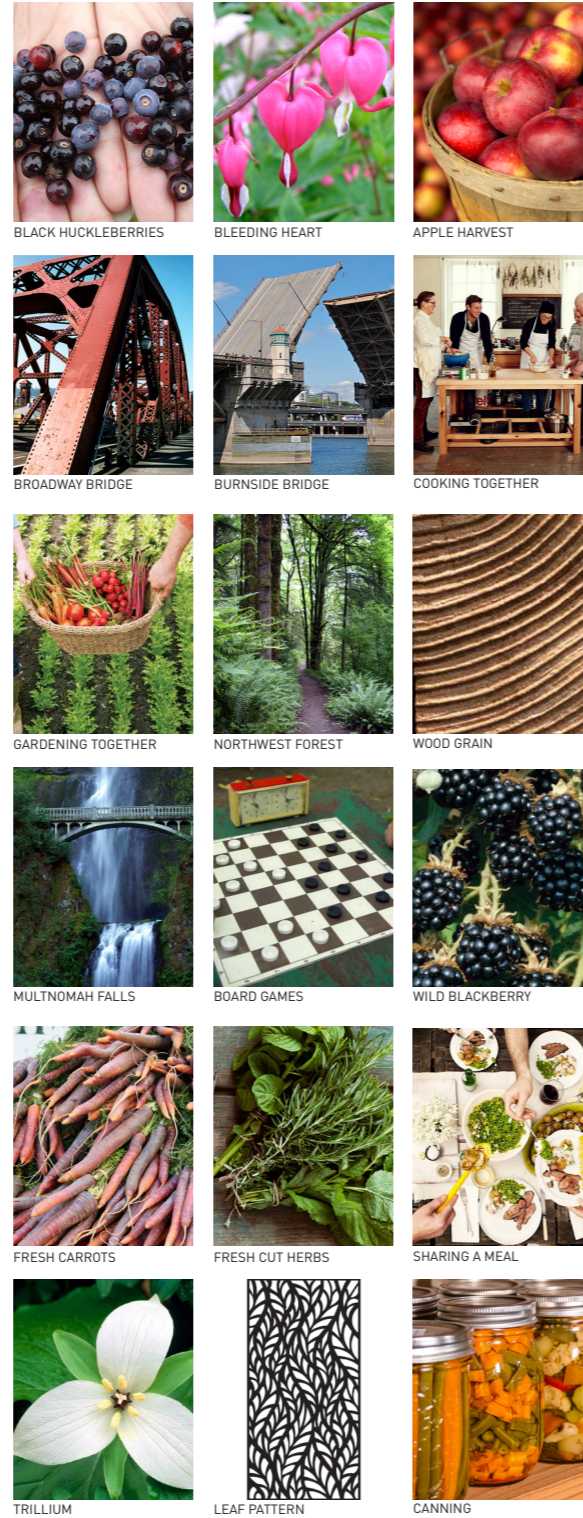 BLACK HUCKLEBERRIES
BLEEDING HEART
APPLE HARVEST
BROADWAY BRIDGE
BURNSIDE BRIDGE
COOKING TOGETHER
GARDENING TOGETHER
NORTHWEST FOREST
WOOD GRAIN
MULTNOMAH FALLS
BOARD GAMES
WILD BLACKBERRY
FRESH CARROTS
FRESH CUT HERBS
SHARING A MEAL
TRILLIUM
LEAF PATTERN
CANNING